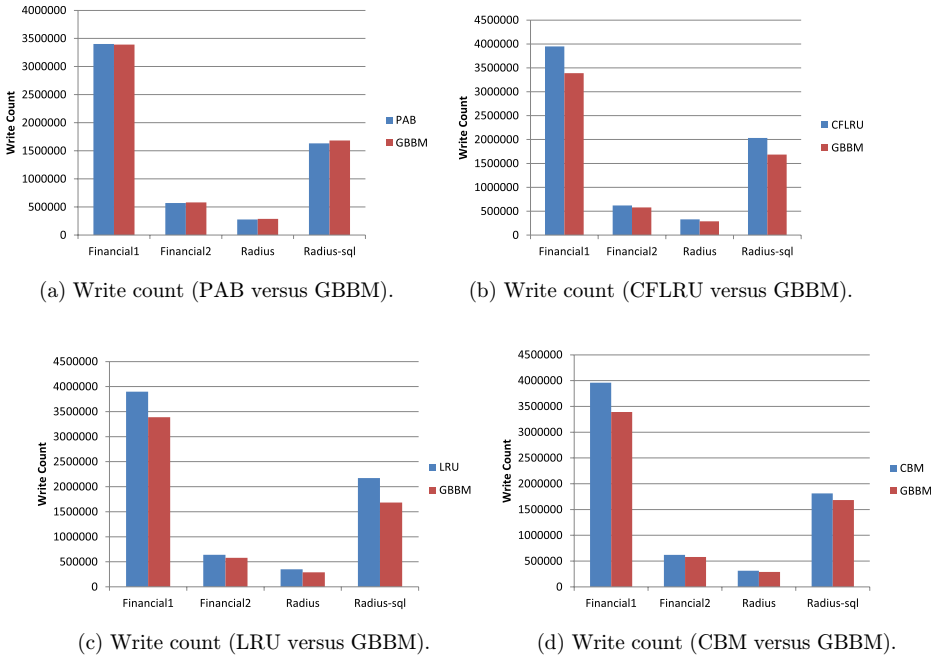 4000000
3500000
3000000
2500000
2000000
1500000
1000000
500000
0
Write Count
Financial1 Financial2 Radius Radius-sql
PAB
GBBM
(a) Write count (PAB versus GBBM).
4500000
4000000
3500000
3000000
2500000
2000000
1500000
1000000
500000
0
Write Count
Financial1 Financial2 Radius Radius-sql
CFLRU
GBBM
(b) Write count (CFLRU versus GBBM).
4500000
4000000
3500000
3000000
2500000
2000000
1500000
1000000
500000
0
Write Count
Financial1 Financial2 Radius Radius-sql
LRU
GBBM
(c) Write count (LRU versus GBBM).
4500000
4000000
3500000
3000000
2500000
2000000
1500000
1000000
500000
0
Write Count
Financial1 Financial2 Radius Radius-sql
CBM
GBBM
(d) Write count (CBM versus GBBM).